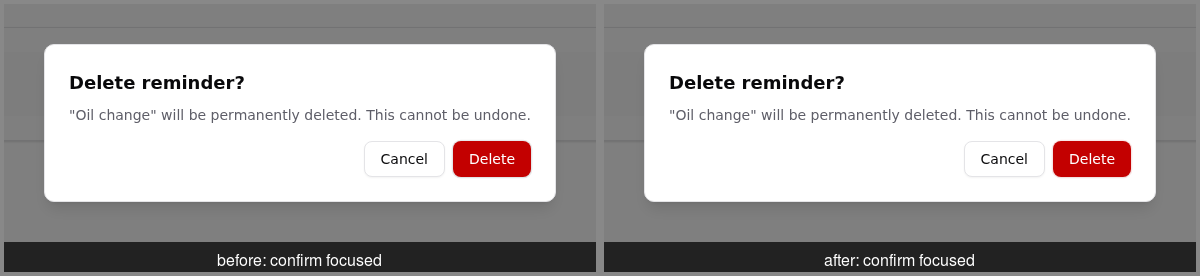 Delete reminder?
"Oil change" will be permanently deleted. This cannot be undone.
Cancel Delete
before: confirm focused
Delete reminder?
"Oil change" will be permanently deleted. This cannot be undone.
Cancel Delete
after: confirm focused